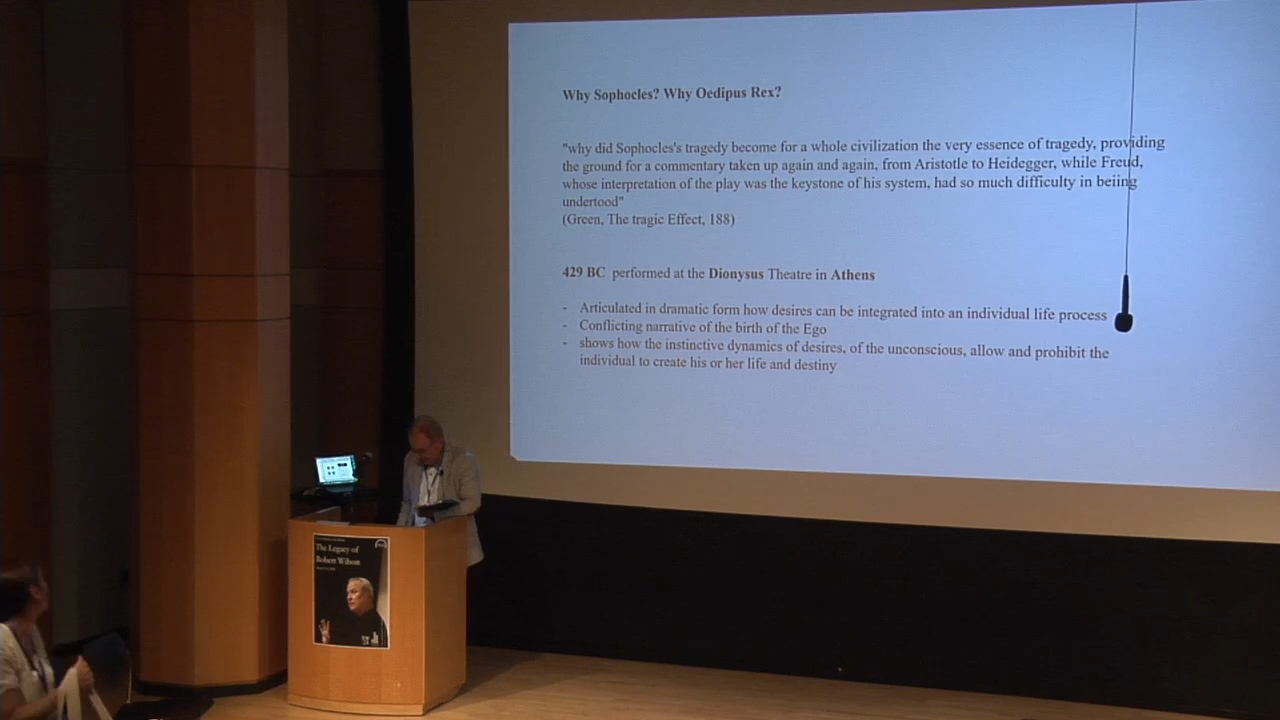 Why Sophocles? Why Oedipus Rex?
"why did Sophocles's tragedy become for a whole civilization the very essence of tragedy, providing
the ground for a commentary taken up again and again, from Aristotle to Heidegger, while Freud,
whose interpretation of the play was the keystone of his system, had so much difficulty in beiing
undertood"
(Green, The tragic Effect, 188)
429 BC performed at the Dionysus Theatre in Athens
- Articulated in dramatic form how desires can be integrated into an individual life process
- Conflicting narrative of the birth of the Ego
- shows how the instinctive dynamics of desires, of the unconscious, allow and prohibit the
individual to create his or her life and destiny
The Legacy of
Robert Wilson